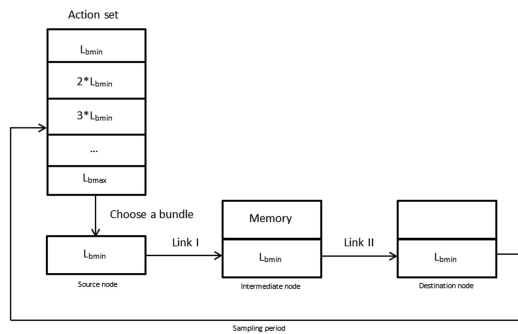 Action set
Lbmin
2*Lbmin
3*Lbmin
...
Lbmax
Choose a bundle
Memory
Link I
Link II
Lbmin
Lbmin
Lbmin
Source node
Intermediate node
Destination node
Sampling period